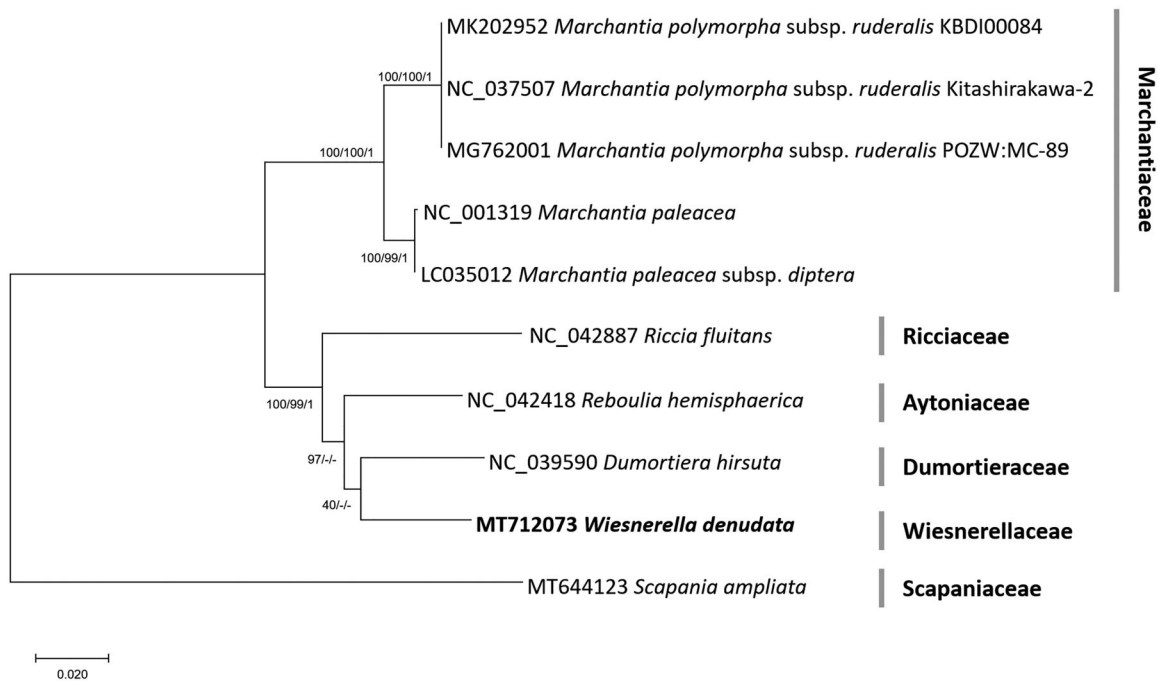 MK202952 Marchantia polymorpha subsp. ruderalis KBDI00084
100/100/1
NC_037507 Marchantia polymorpha subsp. ruderalis Kitashirakawa-2
100/100/1
MG762001 Marchantia polymorpha subsp. ruderalis POZW:MC-89
Marchantiaceae
NC_001319 Marchantia paleacea
100/99/1
LC035012 Marchantia paleacea subsp. diptera
NC_042887 Riccia fluitans
Ricciaceae
100/99/1
NC_042418 Reboulia hemisphaerica
Aytoniaceae
97/-/-
NC_039590 Dumortiera hirsuta
Dumortieraceae
40/-/-
MT712073 Wiesnerella denudata
Wiesnerellaceae
MT644123 Scapania ampliata
Scapaniaceae
0.020